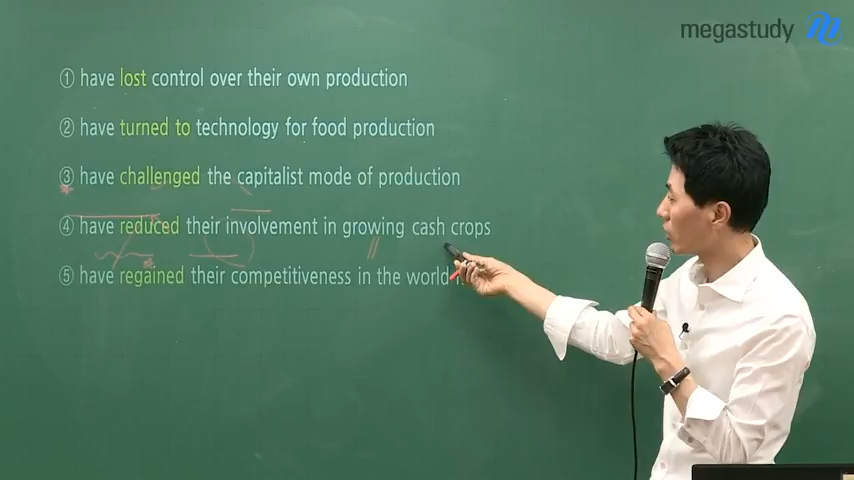 megastudy
① have lost control over their own production
② have turned to technology for food production
③ have challenged the capitalist mode of production
④ have reduced their involvement in growing cash crops
⑤ have regained their competitiveness in the world